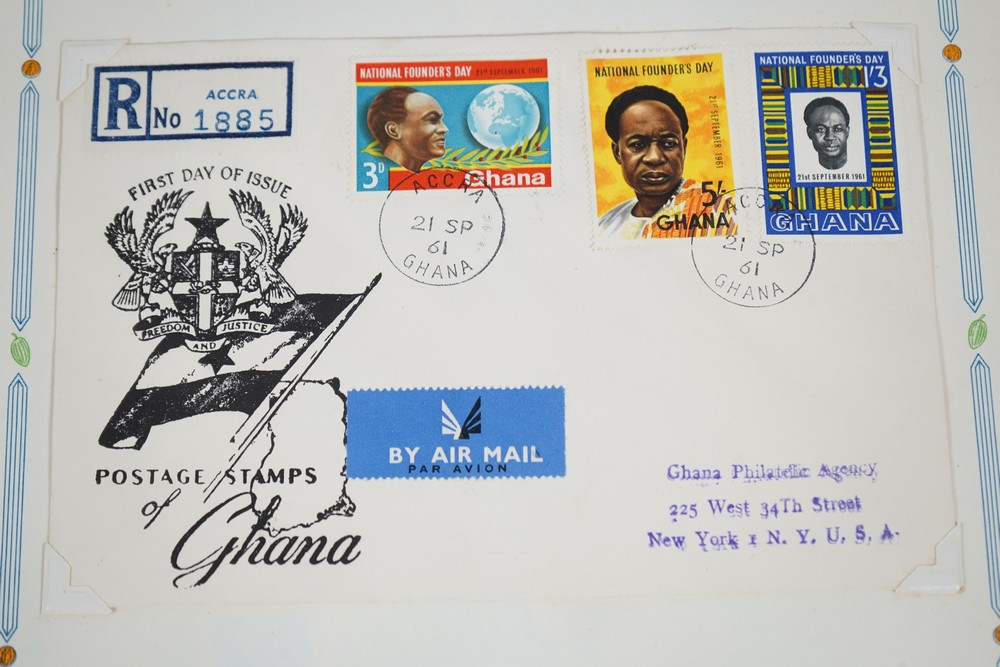 R
No
ACCRA
1885
NATIONAL FOUNDER'S DAY 21ST SEPTEMBER 1961
3D
Ghana
NATIONAL FOUNDER'S DAY
21ST SEPTEMBER 1961
5/-
GHANA
NATIONAL FOUNDER'S DAY
1/3
21st SEPTEMBER 1961
GHANA
ACCRA
21 SP
61
GHANA
ACCRA
21 SP
61
GHANA
FIRST DAY OF ISSUE
FREEDOM AND JUSTICE
POSTAGE STAMPS
of
Ghana
BY AIR MAIL
PAR AVION
Ghana Philatelic Agency
225 West 34Th Street
New York 1 N. Y. U. S. A.